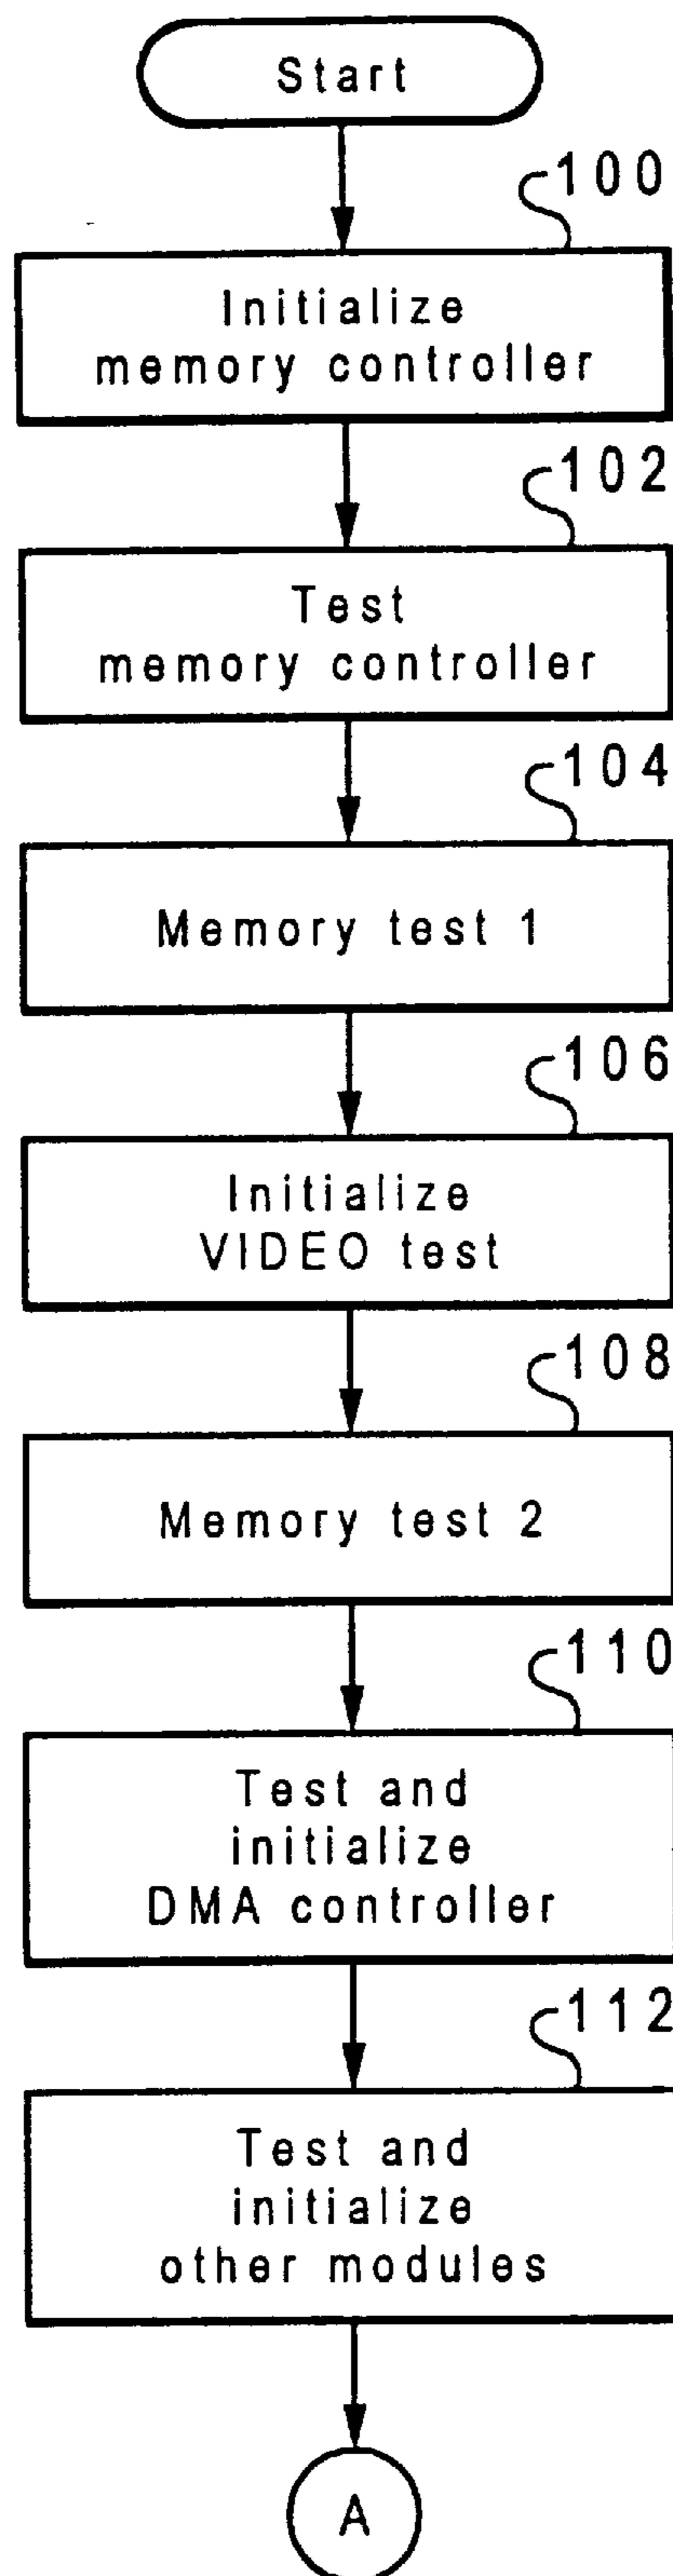 Start
100
Initialize
memory controller
102
Test
memory controller
104
Memory test 1
106
Initialize
VIDEO test
108
Memory test 2
110
Test and
initialize
DMA controller
112
Test and
initialize
other modules
A